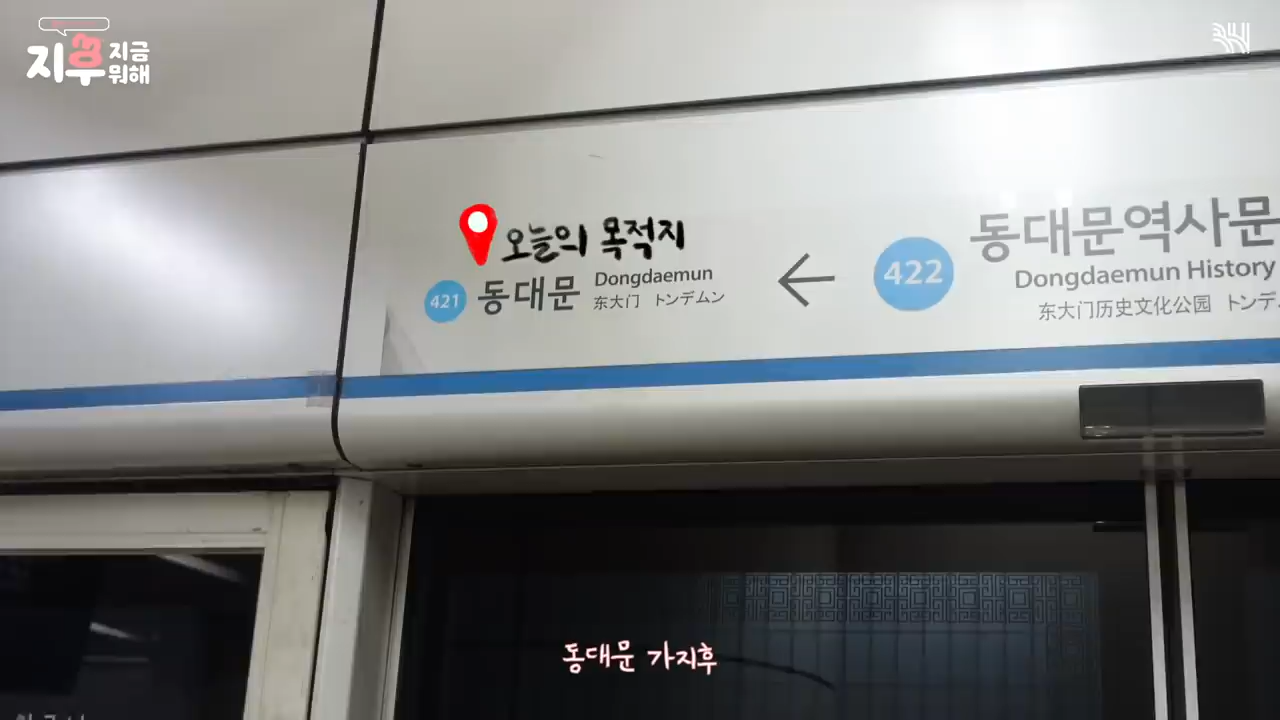 지후 지금
뭐해
오늘의 목적지
421 동대문 Dongdaemun
东大门 トンデムン
←
422 동대문역사문
Dongdaemun History
东大门历史文化公园 トンデ
동대문 가지후